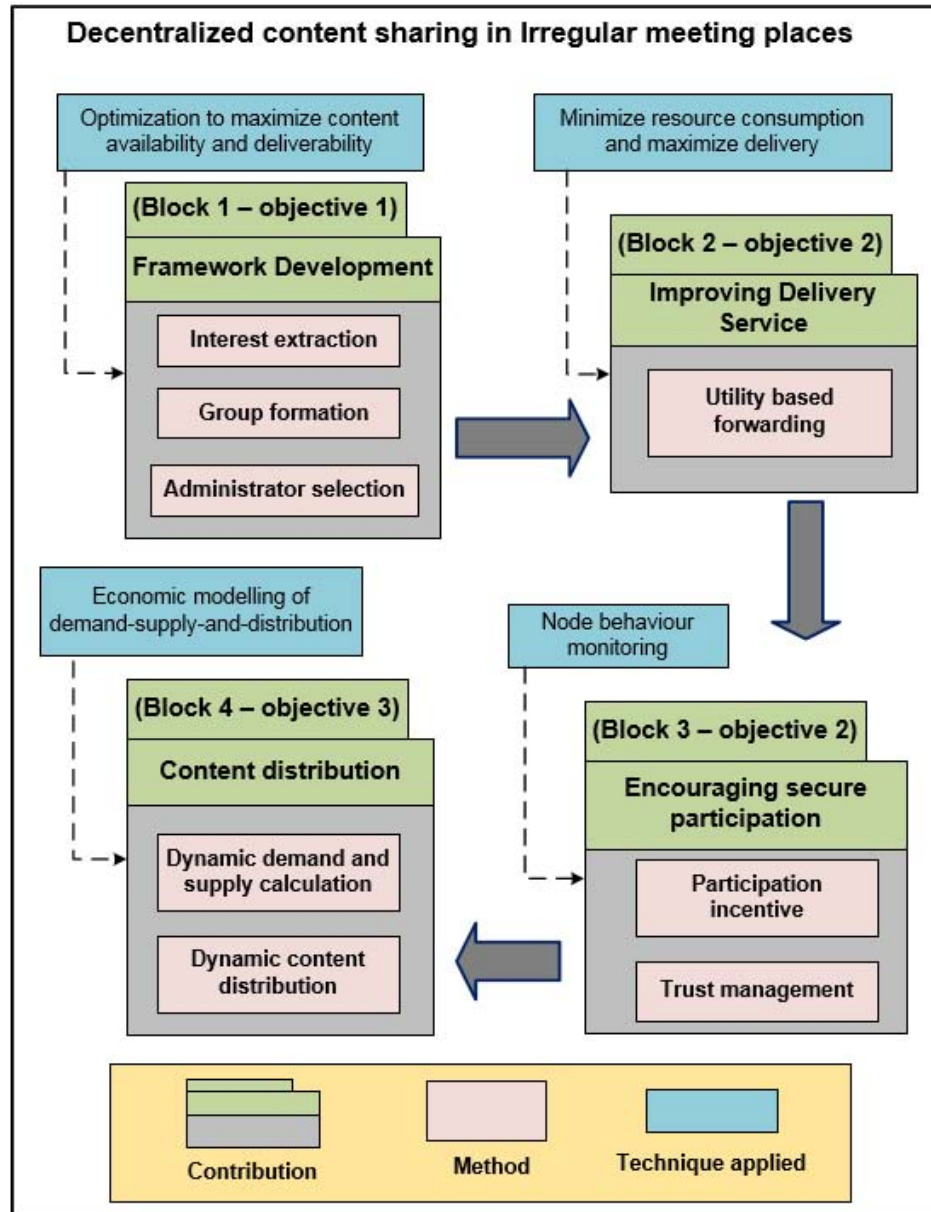 Decentralized content sharing in Irregular meeting places
Optimization to maximize content
availability and deliverability
Minimize resource consumption
and maximize delivery
(Block 1 – objective 1)
Framework Development
Interest extraction
Group formation
Administrator selection
(Block 2 – objective 2)
Improving Delivery
Service
Utility based
forwarding
Economic modelling of
demand-supply-and-distribution
Node behaviour
monitoring
(Block 4 – objective 3)
Content distribution
Dynamic demand and
supply calculation
Dynamic content
distribution
(Block 3 – objective 2)
Encouraging secure
participation
Participation
incentive
Trust management
Contribution
Method
Technique applied